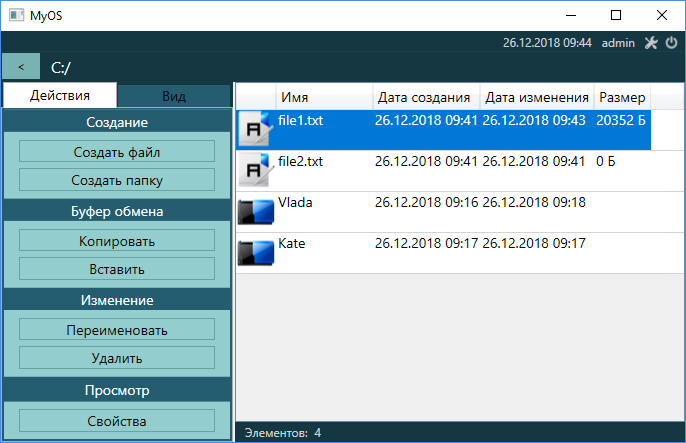 MyOS
26.12.2018 09:44 admin
< C:/
Действия Вид
Создание
Создать файл
Создать папку
Буфер обмена
Копировать
Вставить
Изменение
Переименовать
Удалить
Просмотр
Свойства
Имя Дата создания Дата изменения Размер
file1.txt 26.12.2018 09:41 26.12.2018 09:43 20352 Б
file2.txt 26.12.2018 09:41 26.12.2018 09:41 0 Б
Vlada 26.12.2018 09:16 26.12.2018 09:18
Kate 26.12.2018 09:17 26.12.2018 09:17
Элементов: 4